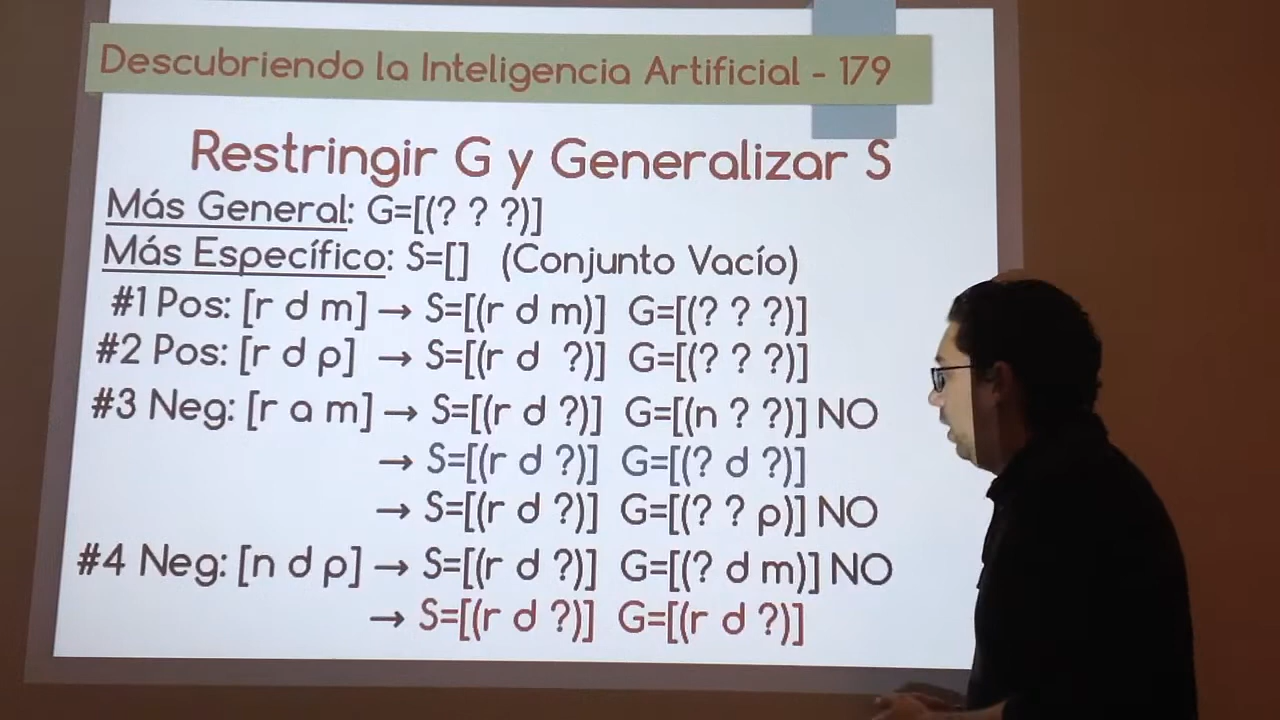 Descubriendo la Inteligencia Artificial - 179
Restringir G y Generalizar S
Más General: G=[(? ? ?)]
Más Específico: S=[] (Conjunto Vacío)
#1 Pos: [r d m] → S=[(r d m)] G=[(? ? ?)]
#2 Pos: [r d p] → S=[(r d ?)] G=[(? ? ?)]
#3 Neg: [r a m] → S=[(r d ?)] G=[(n ? ?)] NO
→ S=[(r d ?)] G=[(? d ?)]
→ S=[(r d ?)] G=[(? ? p)] NO
#4 Neg: [n d p] → S=[(r d ?)] G=[(? d m)] NO
→ S=[(r d ?)] G=[(r d ?)]